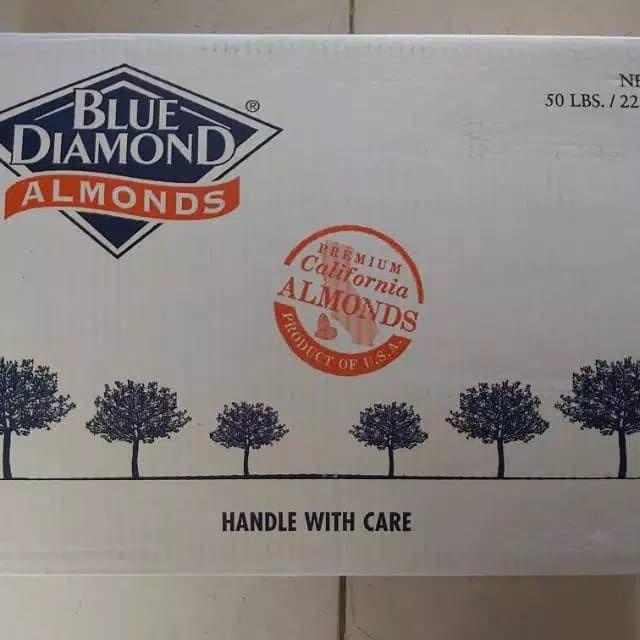 BLUE
DIAMOND
ALMONDS
®
50 LBS. / 22
PREMIUM
California
ALMONDS
PRODUCT OF U.S.A.
HANDLE WITH CARE